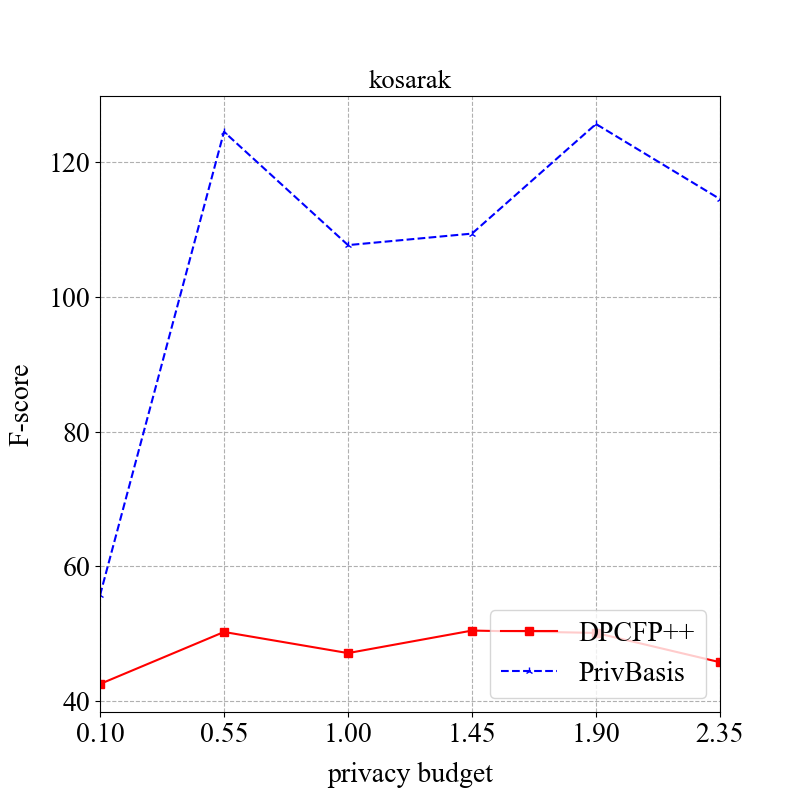 kosarak
F-score
120
100
80
60
40
0.10 0.55 1.00 1.45 1.90 2.35
privacy budget
DPCFP++
PrivBasis